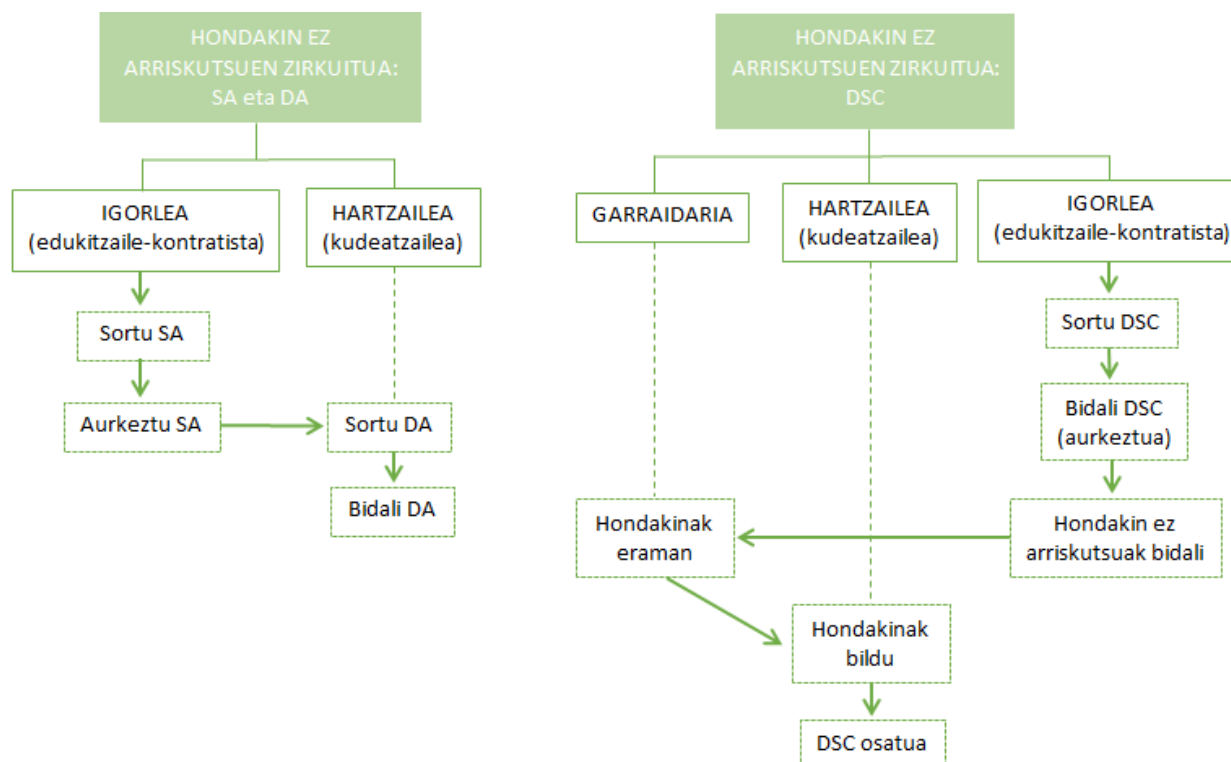 HONDAKIN EZ
ARRISKUTSUEN ZIRKUITUA:
SA eta DA
IGORLEA
(edukitzaile-kontratista)
HARTZAILEA
(kudeatzailea)
Sortu SA
Aurkeztu SA
Sortu DA
Bidali DA
HONDAKIN EZ
ARRISKUTSUEN ZIRKUITUA:
DSC
GARRAIDARIA
HARTZAILEA
(kudeatzailea)
IGORLEA
(edukitzaile-kontratista)
Sortu DSC
Bidali DSC
(aurkeztua)
Hondakin ez
arriskutsuak bidali
Hondakinak
eraman
Hondakinak
bildu
DSC osatua